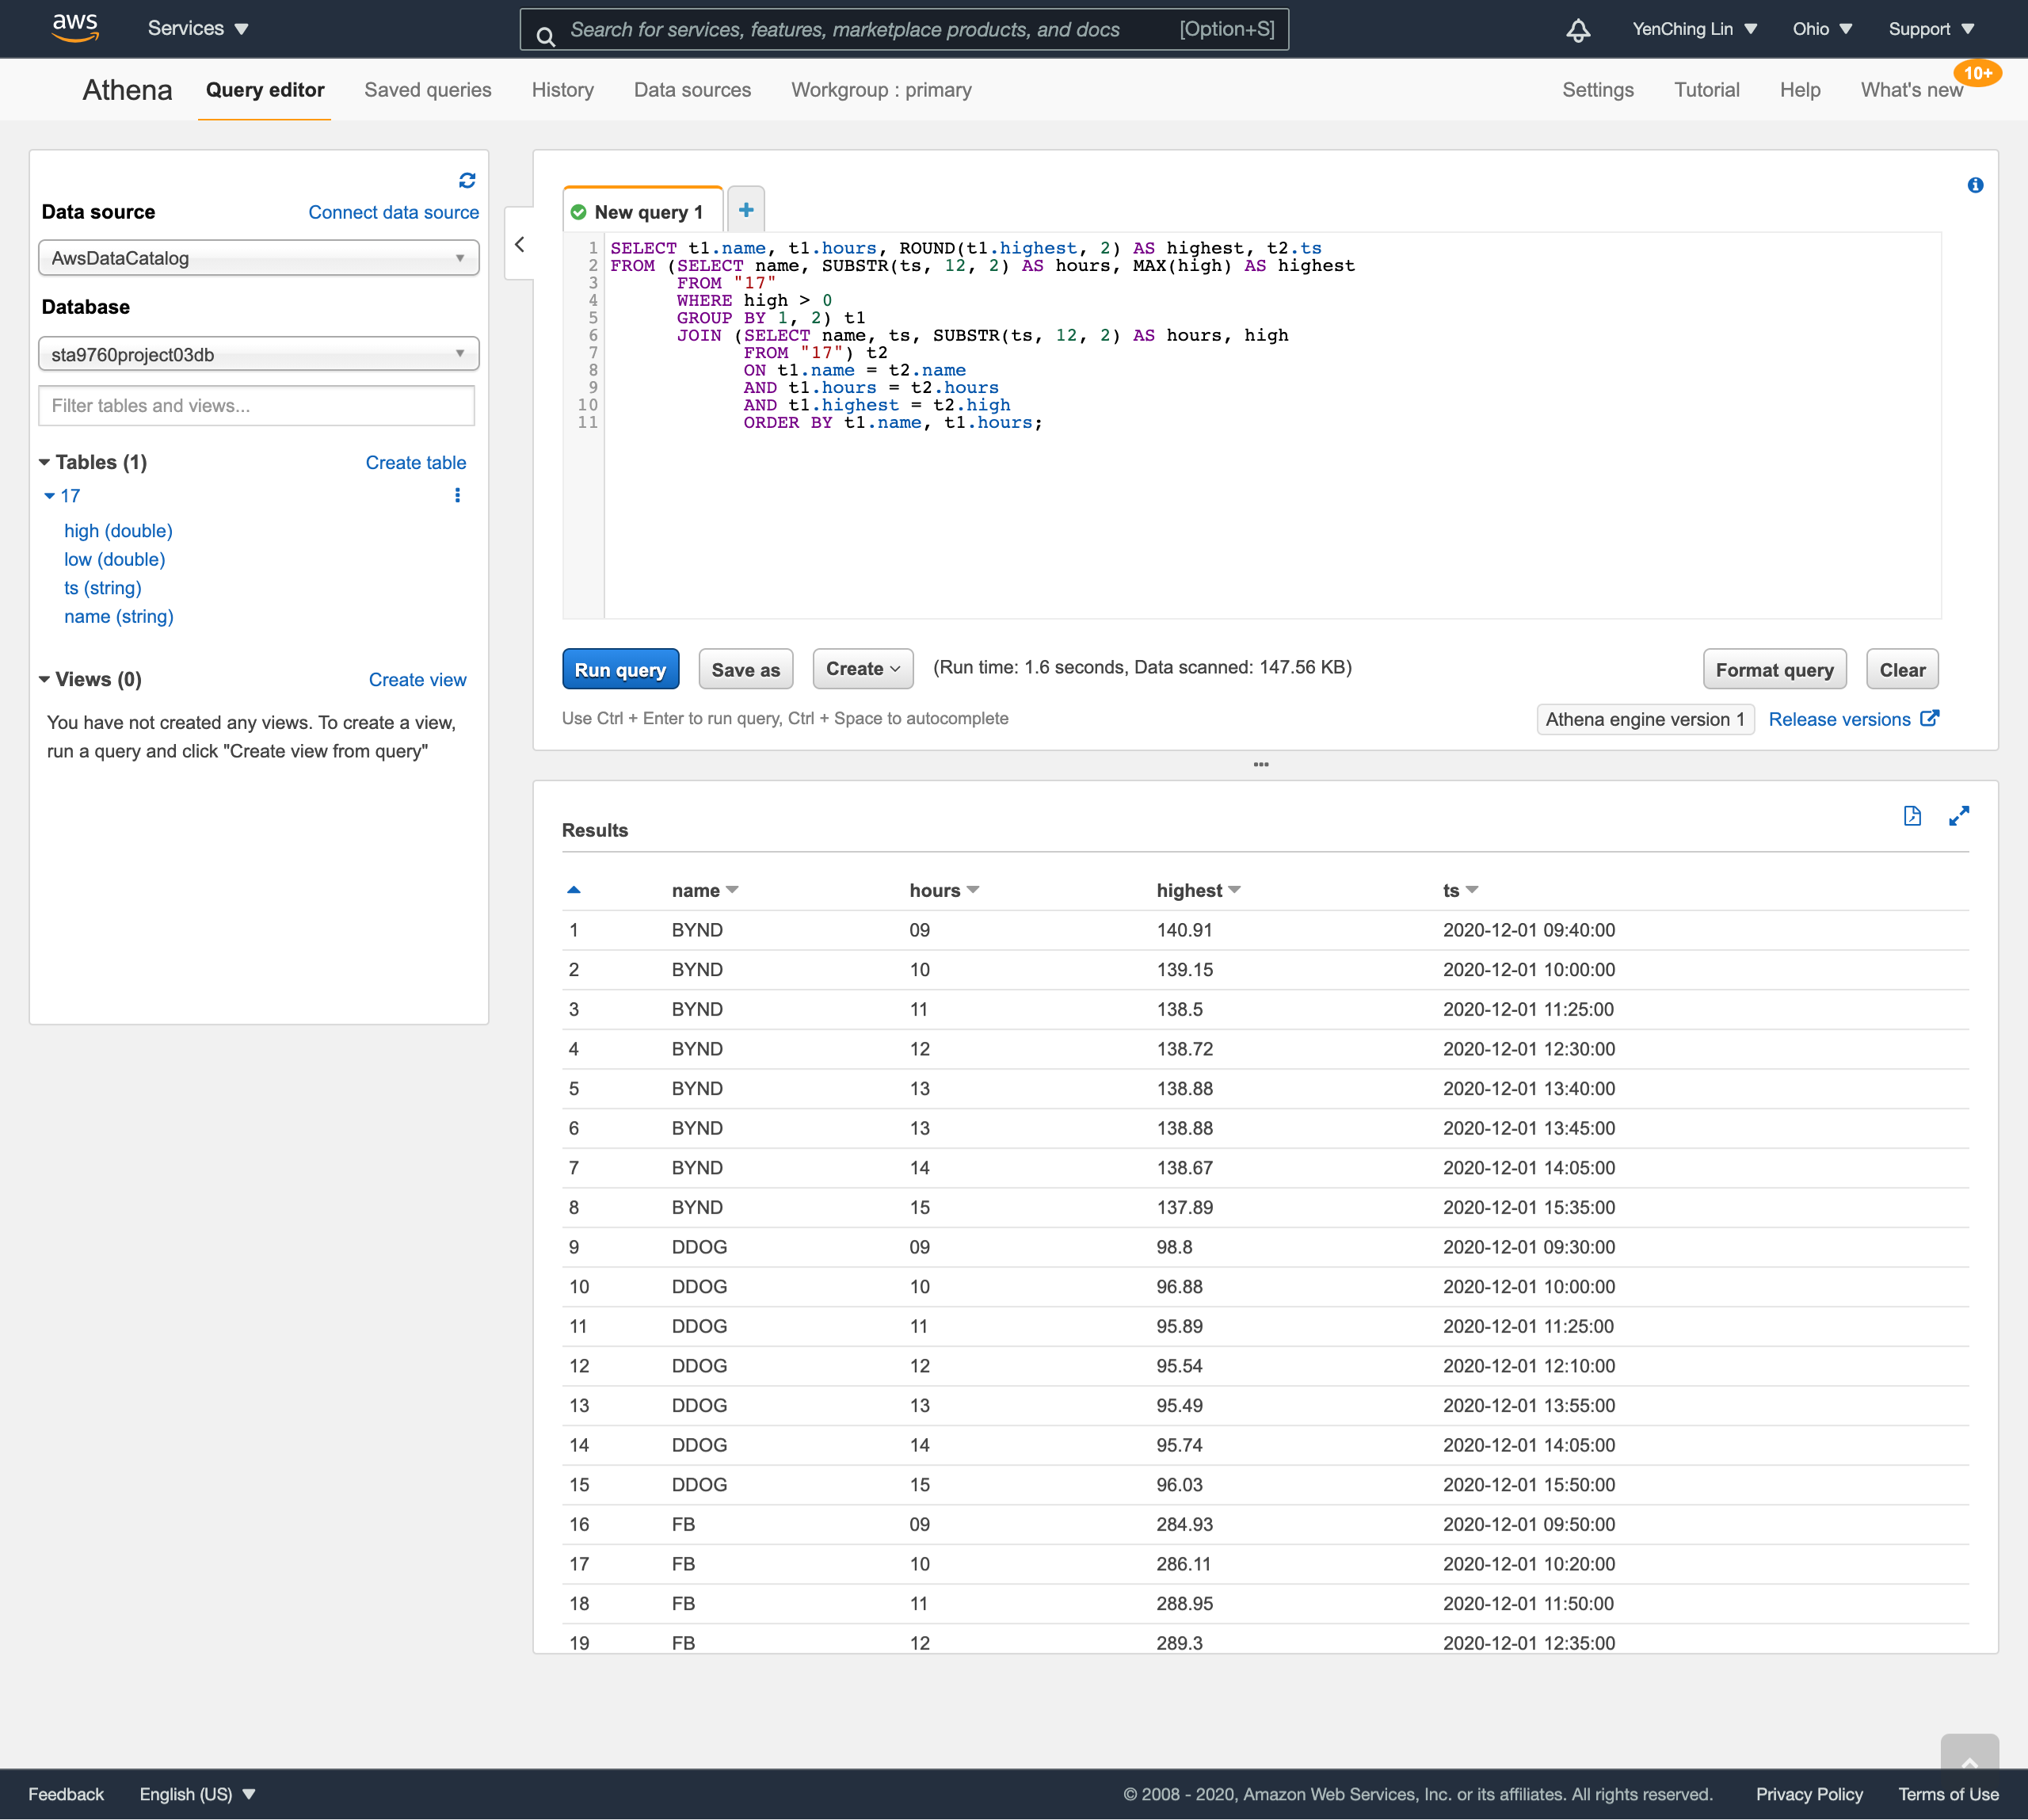 aws
Services
Search for services, features, marketplace products, and docs [Option+S]
YenChing Lin
Ohio
Support
Athena
Query editor
Saved queries
History
Data sources
Workgroup : primary
Settings
Tutorial
Help
What's new
10+
Data source
Connect data source
AwsDataCatalog
Database
sta9760project03db
Filter tables and views...
Tables (1)
Create table
17
high (double)
low (double)
ts (string)
name (string)
Views (0)
Create view
You have not created any views. To create a view,
run a query and click "Create view from query"
New query 1
1 SELECT t1.name, t1.hours, ROUND(t1.highest, 2) AS highest, t2.ts
2 FROM (SELECT name, SUBSTR(ts, 12, 2) AS hours, MAX(high) AS highest
3 FROM "17"
4 WHERE high > 0
5 GROUP BY 1, 2) t1
6 JOIN (SELECT name, ts, SUBSTR(ts, 12, 2) AS hours, high
7 FROM "17") t2
8 ON t1.name = t2.name
9 AND t1.hours = t2.hours
10 AND t1.highest = t2.high
11 ORDER BY t1.name, t1.hours;
Run query
Save as
Create
(Run time: 1.6 seconds, Data scanned: 147.56 KB)
Format query
Clear
Use Ctrl + Enter to run query, Ctrl + Space to autocomplete
Athena engine version 1
Release versions
Results
name hours highest ts
1 BYND 09 140.91 2020-12-01 09:40:00
2 BYND 10 139.15 2020-12-01 10:00:00
3 BYND 11 138.5 2020-12-01 11:25:00
4 BYND 12 138.72 2020-12-01 12:30:00
5 BYND 13 138.88 2020-12-01 13:40:00
6 BYND 13 138.88 2020-12-01 13:45:00
7 BYND 14 138.67 2020-12-01 14:05:00
8 BYND 15 137.89 2020-12-01 15:35:00
9 DDOG 09 98.8 2020-12-01 09:30:00
10 DDOG 10 96.88 2020-12-01 10:00:00
11 DDOG 11 95.89 2020-12-01 11:25:00
12 DDOG 12 95.54 2020-12-01 12:10:00
13 DDOG 13 95.49 2020-12-01 13:55:00
14 DDOG 14 95.74 2020-12-01 14:05:00
15 DDOG 15 96.03 2020-12-01 15:50:00
16 FB 09 284.93 2020-12-01 09:50:00
17 FB 10 286.11 2020-12-01 10:20:00
18 FB 11 288.95 2020-12-01 11:50:00
19 FB 12 289.3 2020-12-01 12:35:00
Feedback
English (US)
© 2008 - 2020, Amazon Web Services, Inc. or its affiliates. All rights reserved.
Privacy Policy
Terms of Use